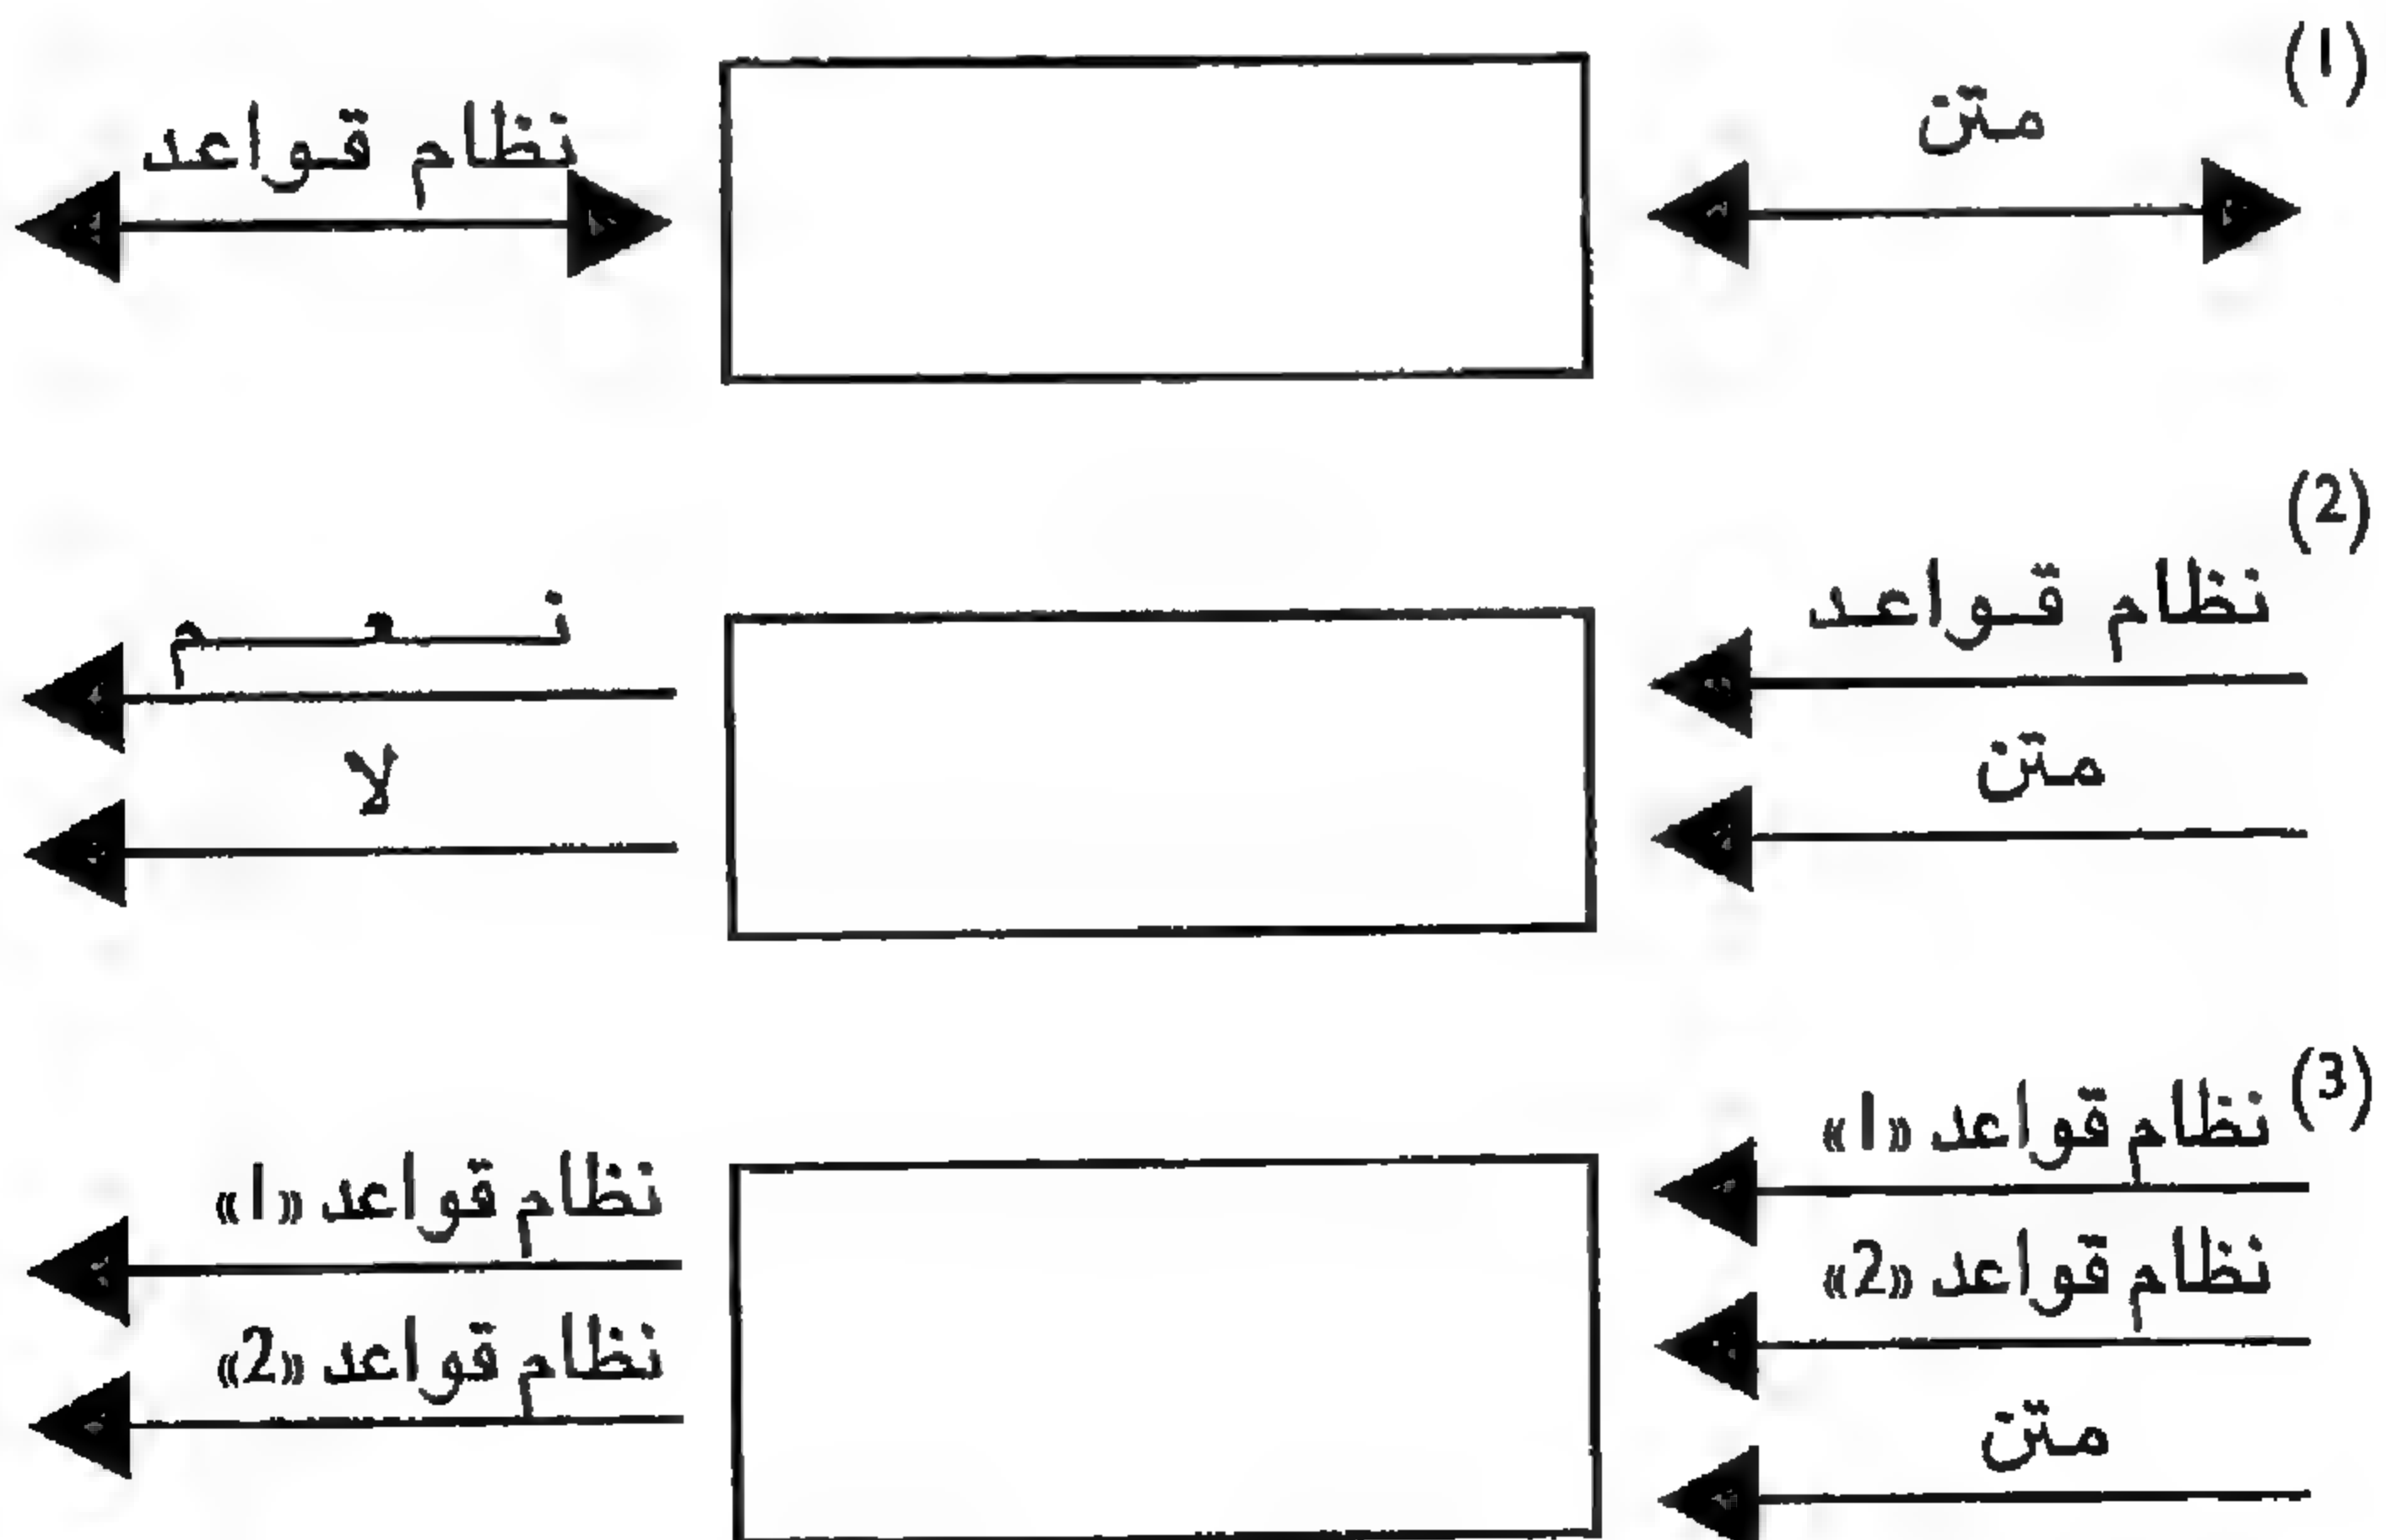 (1)
متن
نظام قواعد
(2)
نظام قواعد
متن
نعم
لا
(3)
نظام قواعد «1»
نظام قواعد «2»
متن
نظام قواعد «1»
نظام قواعد «2»